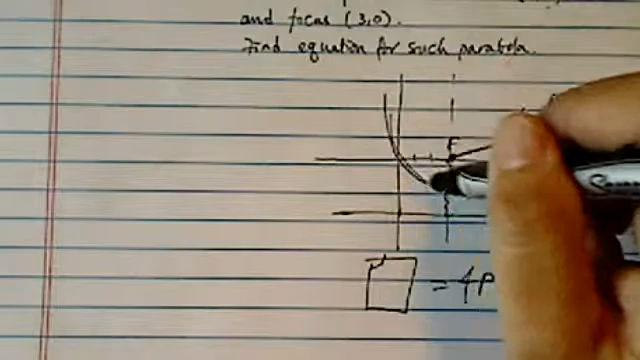 and focus (3,0).
Find equation for such parabola.
F
= 4P